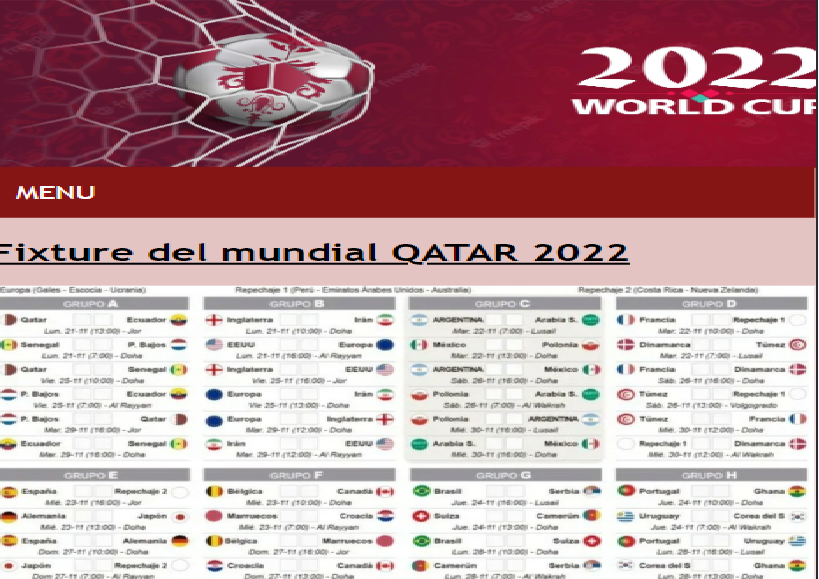 2022
WORLD CUP
MENU
Fixture del mundial QATAR 2022
Europa (Gales - Escocia - Ucrania) Repechaje 1 (Perú - Emiratos Árabes Unidos - Australia) Repechaje 2 (Costa Rica - Nueva Zelanda)
GRUPO A GRUPO B GRUPO C GRUPO D
Qatar Ecuador Inglaterra Irán ARGENTINA Arabia S. Francia Repechaje 1
Lun. 21-11 (13:00) - Jor Lun. 21-11 (10:00) - Doha Mar. 22-11 (7:00) - Lusail Mar. 22-11 (10:00) - Doha
Senegal P. Bajos EEUU Europa México Polonia Dinamarca Túnez
Lun. 21-11 (7:00) - Doha Lun. 21-11 (16:00) - Al Rayyan Mar. 22-11 (13:00) - Doha Mar. 22-11 (7:00) - Lusail
Qatar Senegal Inglaterra EEUU ARGENTINA México Francia Dinamarca
Vie. 25-11 (10:00) - Doha Vie. 25-11 (16:00) - Jor Sáb. 26-11 (16:00) - Doha Sáb. 26-11 (16:00) - Doha
P. Bajos Ecuador Europa Irán Polonia Arabia S. Túnez Repechaje 1
Vie. 25-11 (7:00) - Al Wakrah Vie 25-11 (13:00) - Doha Sáb. 26-11 (7:00) - Al Wakrah Sáb. 26-11 (13:00) - Volgogrado
P. Bajos Qatar Europa Inglaterra Polonia ARGENTINA Túnez Francia
Mar. 29-11 (16:00) - Jor Mar. 29-11 (12:00) - Doha Mié. 30-11 (16:00) - Lusail Mié. 30-11 (12:00) - Doha
Ecuador Senegal Irán EEUU Arabia S. México Repechaje 1 Dinamarca
Mar. 29-11 (16:00) - Doha Mar. 29-11 (12:00) - Al Rayyan Mié. 30-11 (16:00) - Doha Mié. 30-11 (12:00) - Al Wakrah
GRUPO E GRUPO F GRUPO G GRUPO H
España Repechaje 2 Bélgica Canadá Brasil Serbia Portugal Ghana
Mié. 23-11 (16:00) - Jor Mié. 23-11 (10:00) - Doha Jue. 24-11 (16:00) - Lusail Jue. 24-11 (10:00) - Doha
Alemania Japón Marruecos Croacia Suiza Camerún Uruguay Corea del S
Mié. 23-11 (13:00) - Doha Mié. 23-11 (7:00) - Al Rayyan Jue. 24-11 (13:00) - Doha Jue. 24-11 (7:00) - Al Wakrah
España Alemania Bélgica Marruecos Brasil Suiza Portugal Uruguay
Dom. 27-11 (10:00) - Doha Dom. 27-11 (16:00) - Jor Lun. 28-11 (10:00) - Doha Lun. 28-11 (16:00) - Lusail
Japón Repechaje 2 Croacia Canadá Camerún Serbia Corea del S Ghana
Dom 27-11 (7:00) - Al Rayyan Dom. 27-11 (13:00) - Doha Lun. 28-11 (7:00) - Al Wakrah Lun. 28-11 (13:00) - Doha